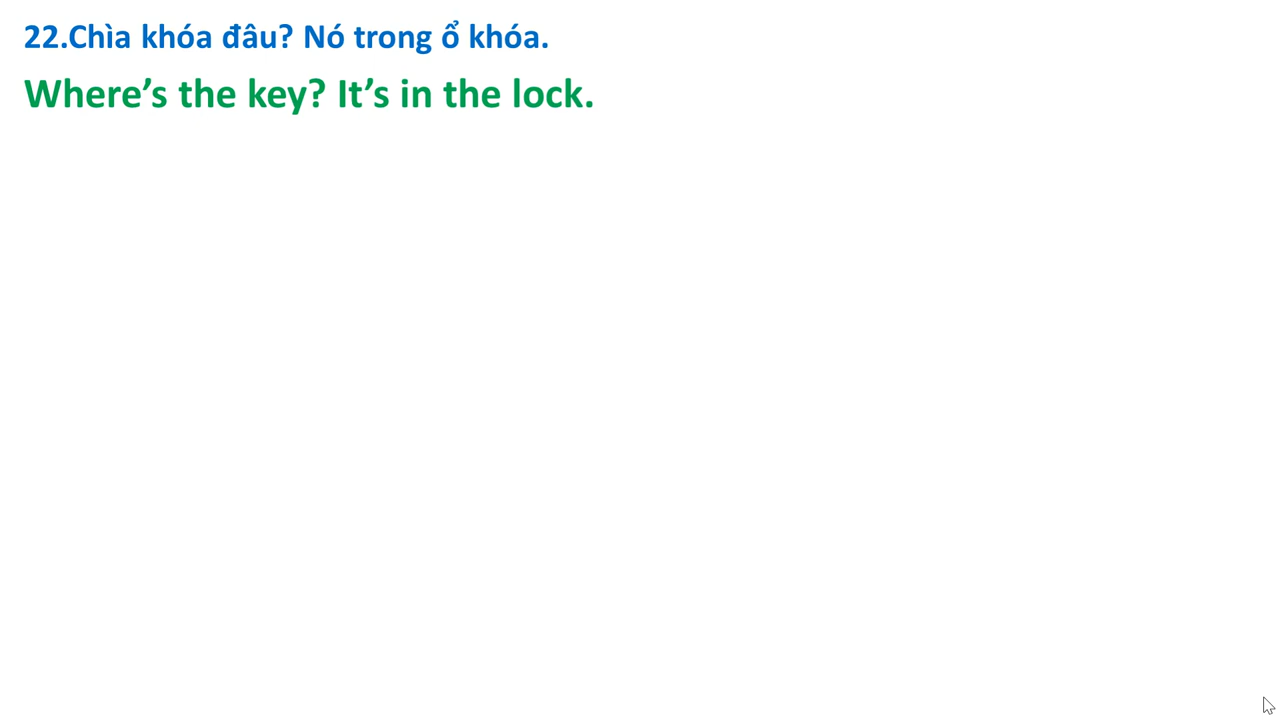 22.Chìa khóa đâu? Nó trong ổ khóa.
Where’s the key? It’s in the lock.